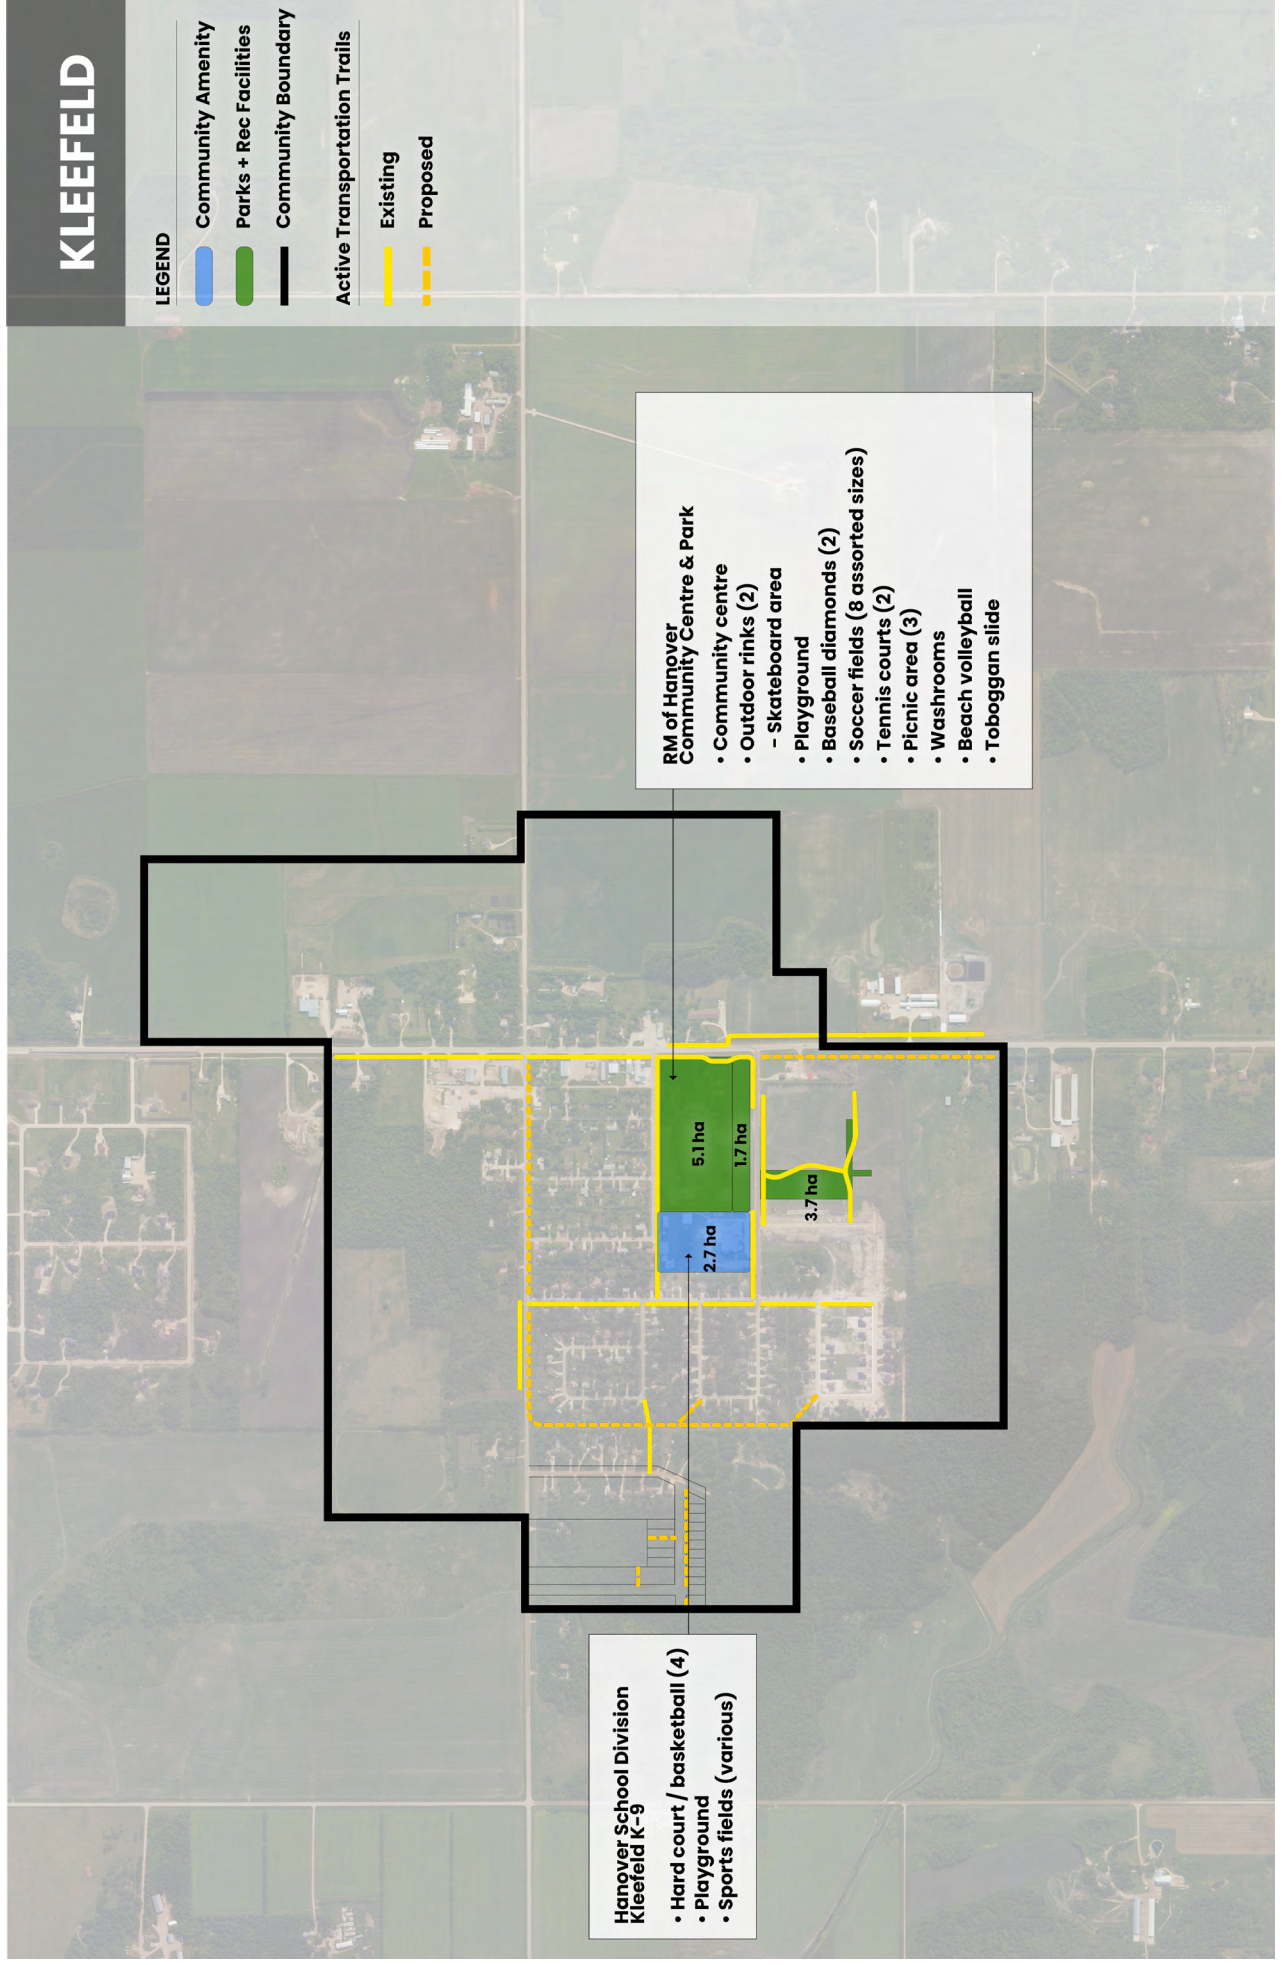 KLEEFELD
LEGEND
Community Amenity
Parks + Rec Facilities
Community Boundary
Active Transportation Trails
Existing
Proposed
RM of Hanover
Community Centre & Park
• Community centre
• Outdoor rinks (2)
– Skateboard area
• Playground
• Baseball diamonds (2)
• Soccer fields (8 assorted sizes)
• Tennis courts (2)
• Picnic area (3)
• Washrooms
• Beach volleyball
• Toboggan slide
5.1 ha
1.7 ha
2.7 ha
3.7 ha
Hanover School Division
Kleefeld K-9
• Hard court / basketball (4)
• Playground
• Sports fields (various)